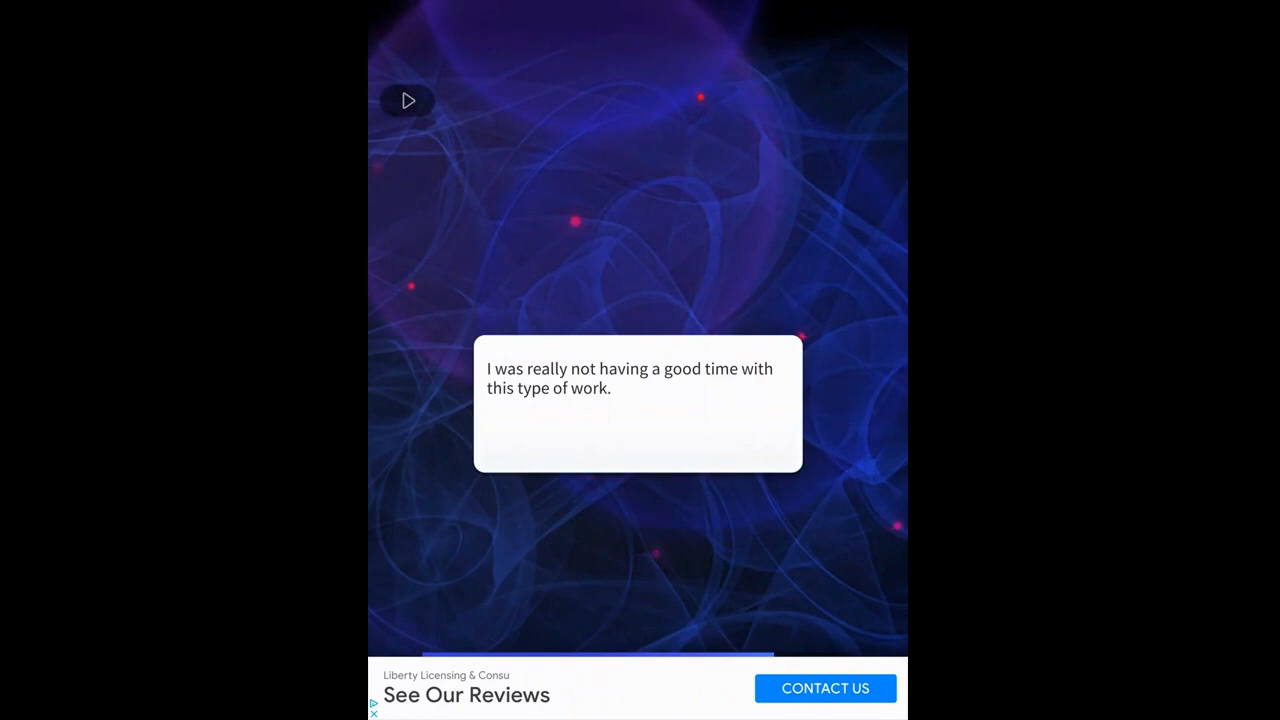 I was really not having a good time with
this type of work.
Liberty Licensing & Consu
See Our Reviews
CONTACT US